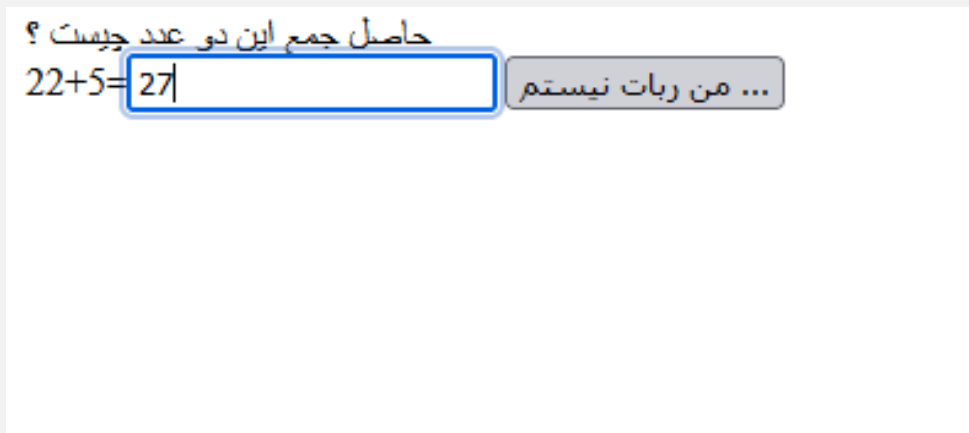 حاصل جمع این دو عدد چیست ؟
22+5= 27 من ربات نیستم ...